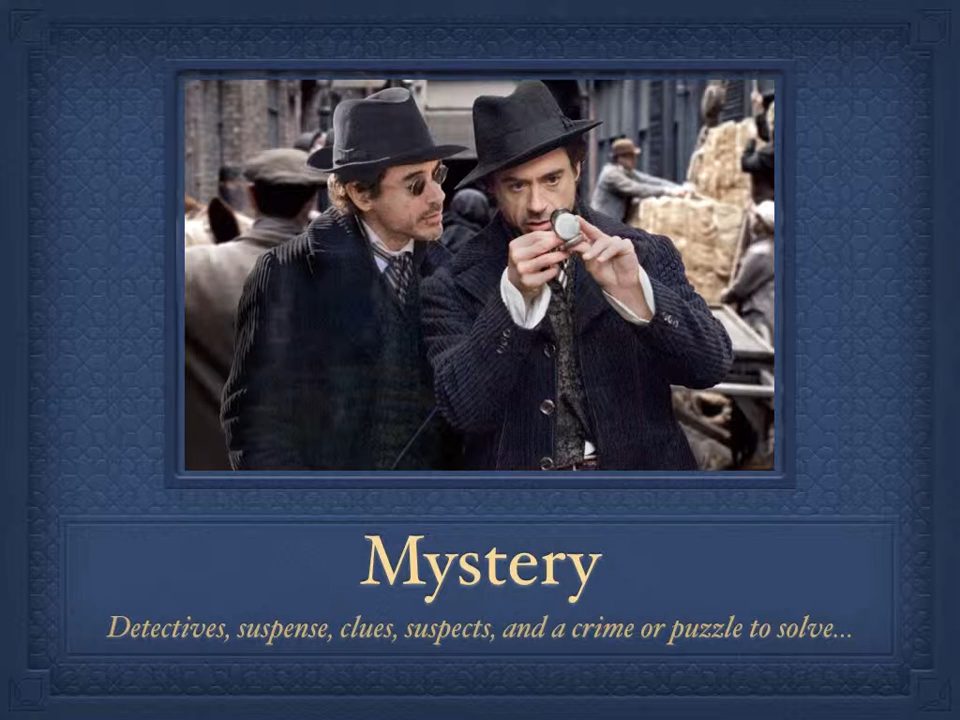 Mystery
Detectives, suspense, clues, suspects, and a crime or puzzle to solve...